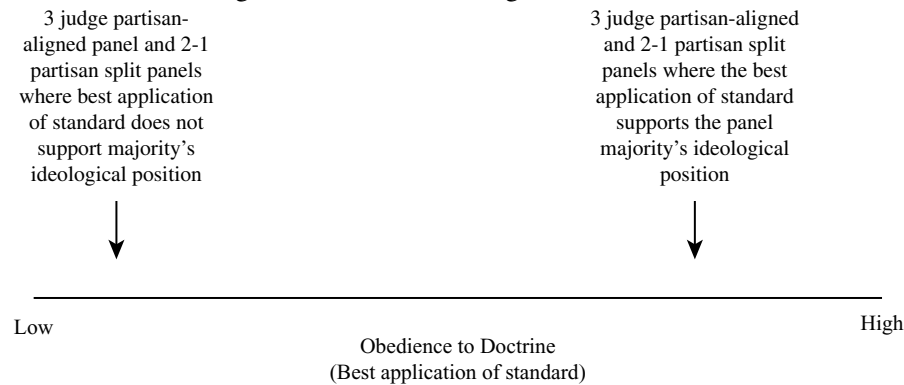 3 judge partisan-
aligned panel and 2-1
partisan split panels
where best application
of standard does not
support majority's
ideological position
3 judge partisan-aligned
and 2-1 partisan split
panels where the best
application of standard
supports the panel
majority's ideological
position
Low
High
Obedience to Doctrine
(Best application of standard)